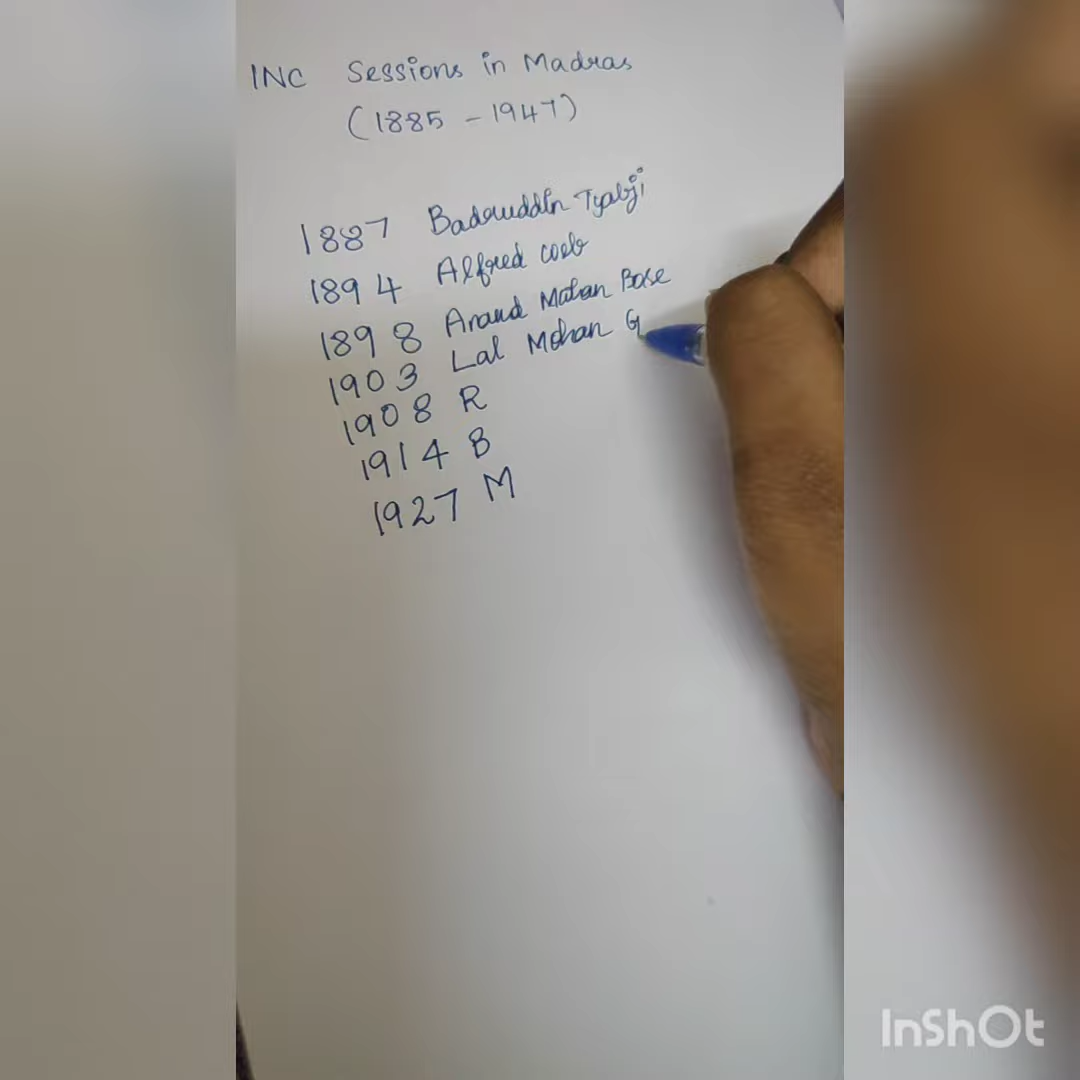 INC Sessions in Madras
(1885 - 1947)
1887 Badruddin Tyabji
1894 Alfred Webb
1898 Anand Mohan Bose
1903 Lal Mohan G
1908 R
1914 B
1927 M
InShOt